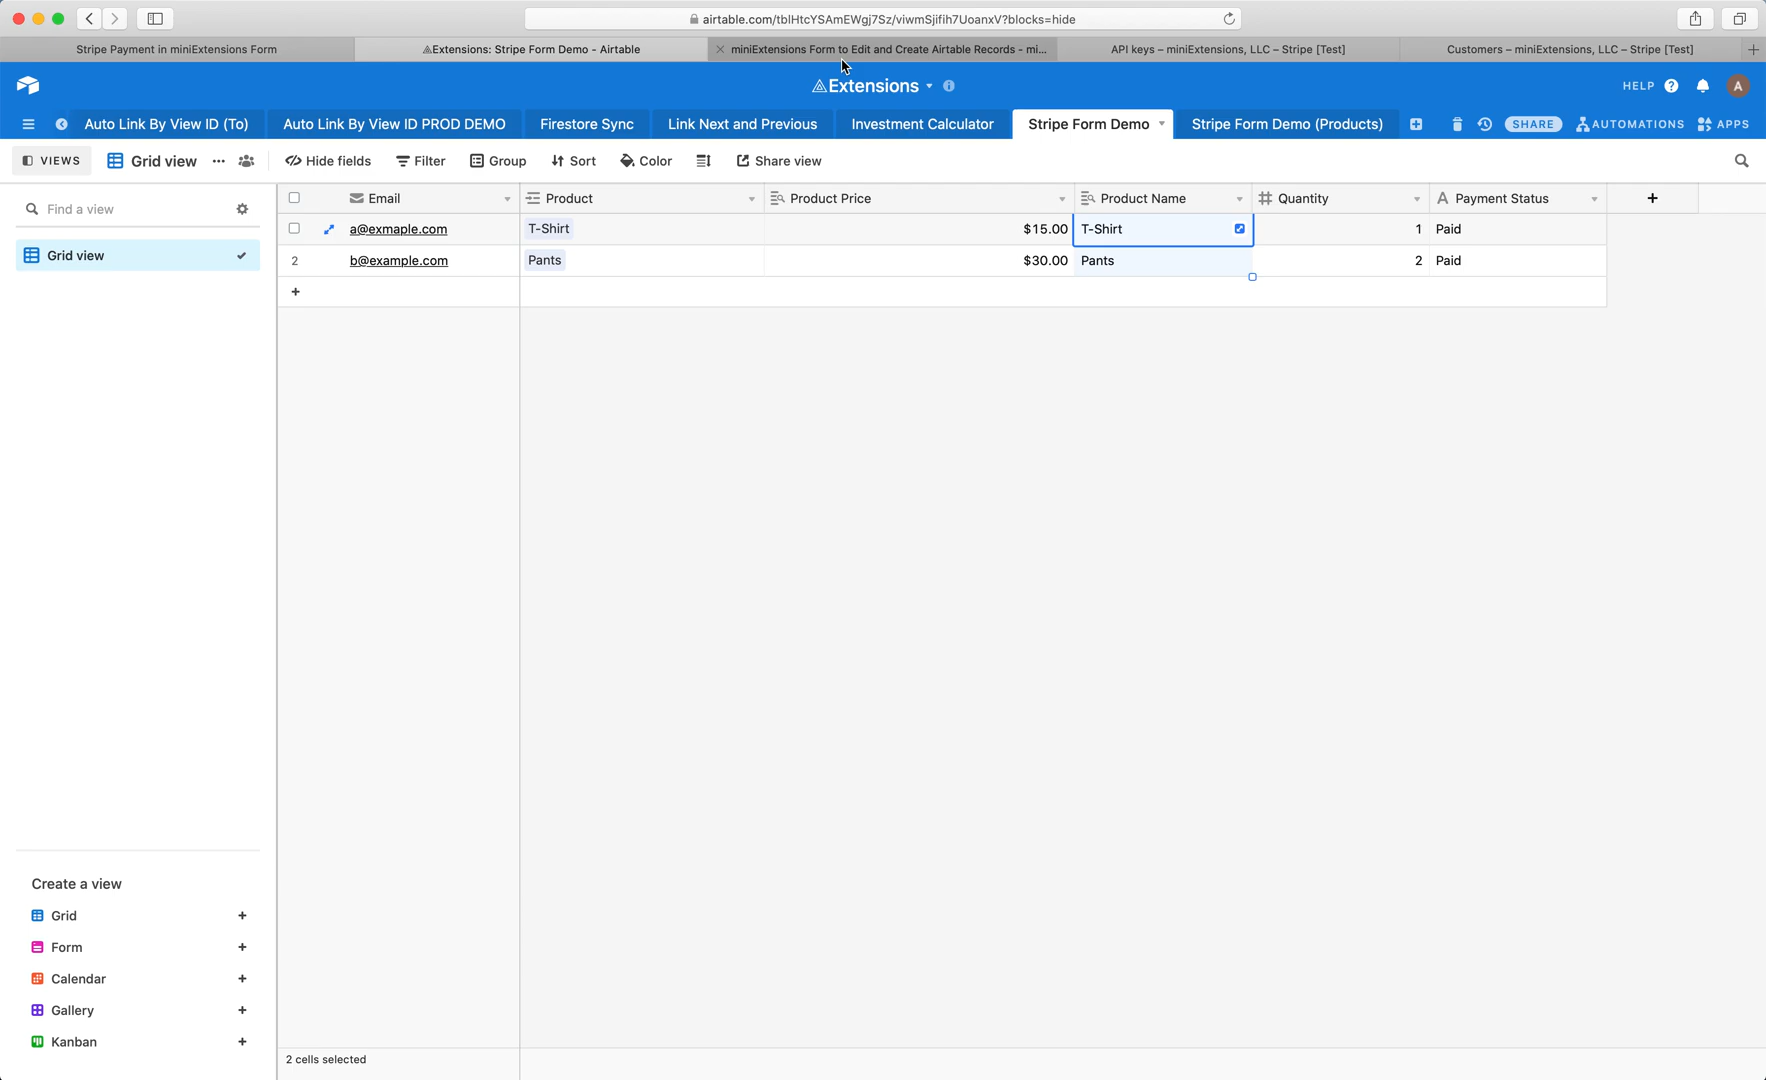 airtable.com/tblHtcYSAmEWgj7Sz/viwmSjifih7UoanxV?blocks=hide
Stripe Payment in miniExtensions Form
Extensions: Stripe Form Demo - Airtable
miniExtensions Form to Edit and Create Airtable Records - mi...
API keys – miniExtensions, LLC – Stripe [Test]
Customers – miniExtensions, LLC – Stripe [Test]
Extensions
HELP
A
Auto Link By View ID (To)
Auto Link By View ID PROD DEMO
Firestore Sync
Link Next and Previous
Investment Calculator
Stripe Form Demo
Stripe Form Demo (Products)
SHARE
AUTOMATIONS
APPS
VIEWS
Grid view
Hide fields
Filter
Group
Sort
Color
Share view
Find a view
Grid view
Email
Product
Product Price
Product Name
Quantity
Payment Status
a@exmaple.com
T-Shirt
$15.00
T-Shirt
1
Paid
2
b@example.com
Pants
$30.00
Pants
2
Paid
Create a view
Grid
Form
Calendar
Gallery
Kanban
2 cells selected